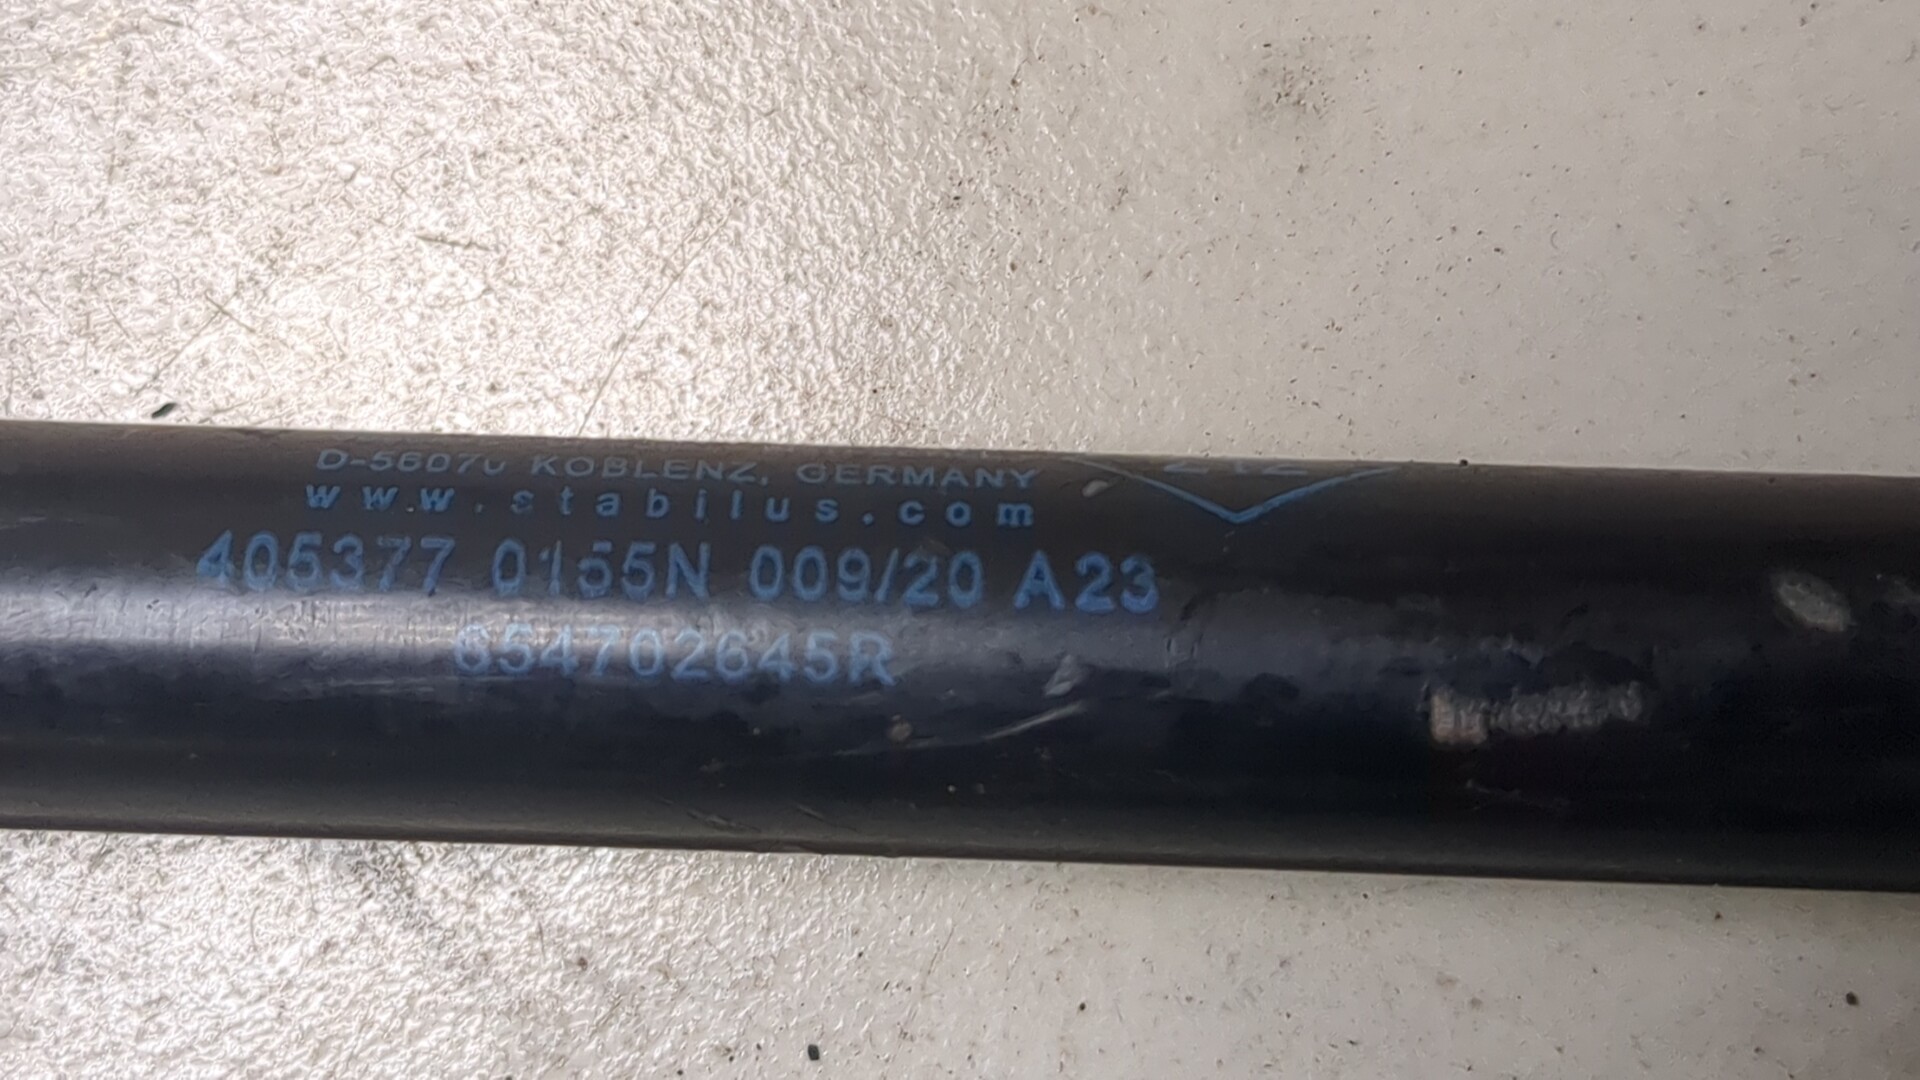 D-56070 KOBLENZ, GERMANY
www.stabilus.com
405377 0155N 009/20 A23
654702645R